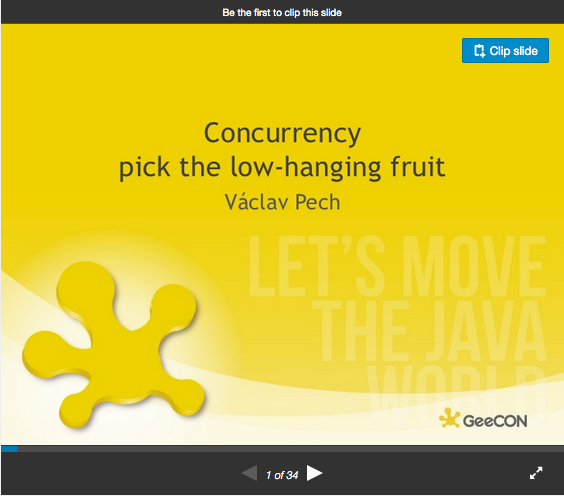 Be the first to clip this slide
Clip slide
Concurrency
pick the low-hanging fruit
Václav Pech
LET'S MOVE
THE JAVA
WORLD
GeeCON
1 of 34